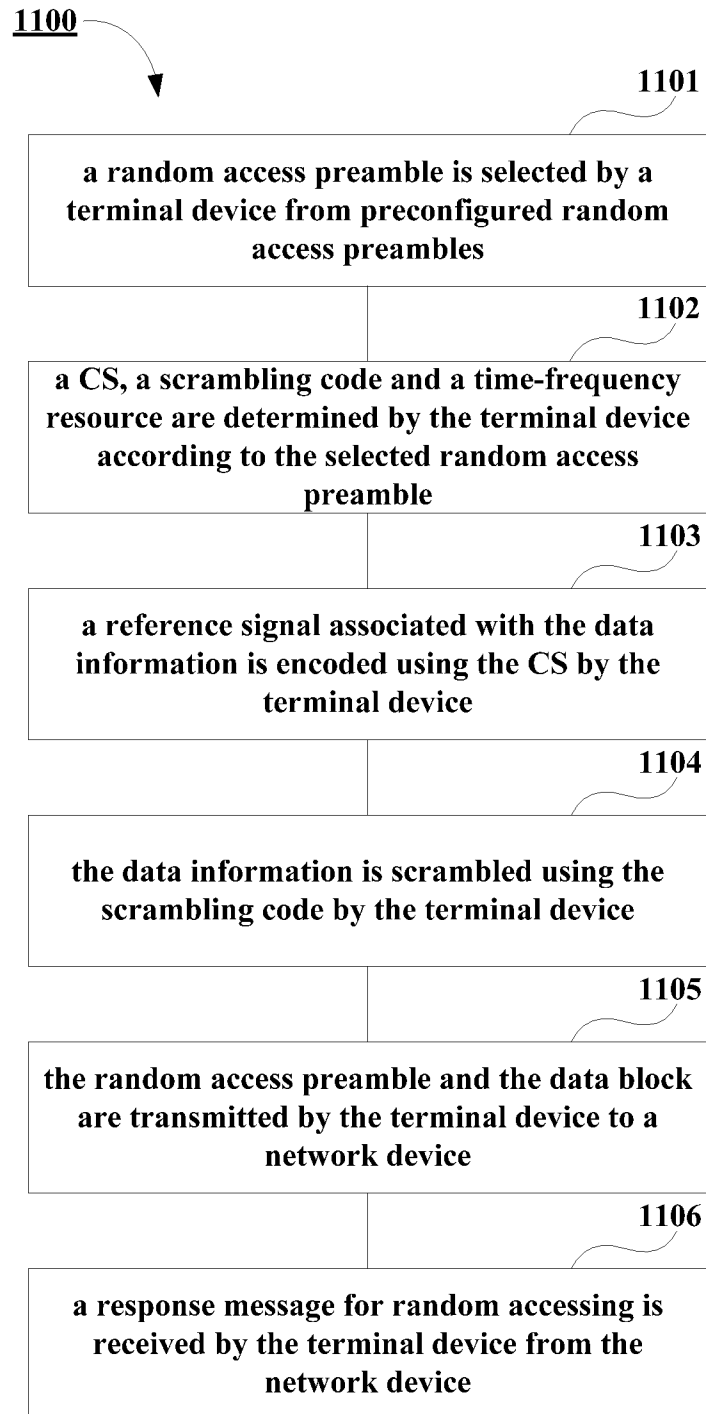 1100
1101
a random access preamble is selected by a
terminal device from preconfigured random
access preambles
1102
a CS, a scrambling code and a time-frequency
resource are determined by the terminal device
according to the selected random access
preamble
1103
a reference signal associated with the data
information is encoded using the CS by the
terminal device
1104
the data information is scrambled using the
scrambling code by the terminal device
1105
the random access preamble and the data block
are transmitted by the terminal device to a
network device
1106
a response message for random accessing is
received by the terminal device from the
network device